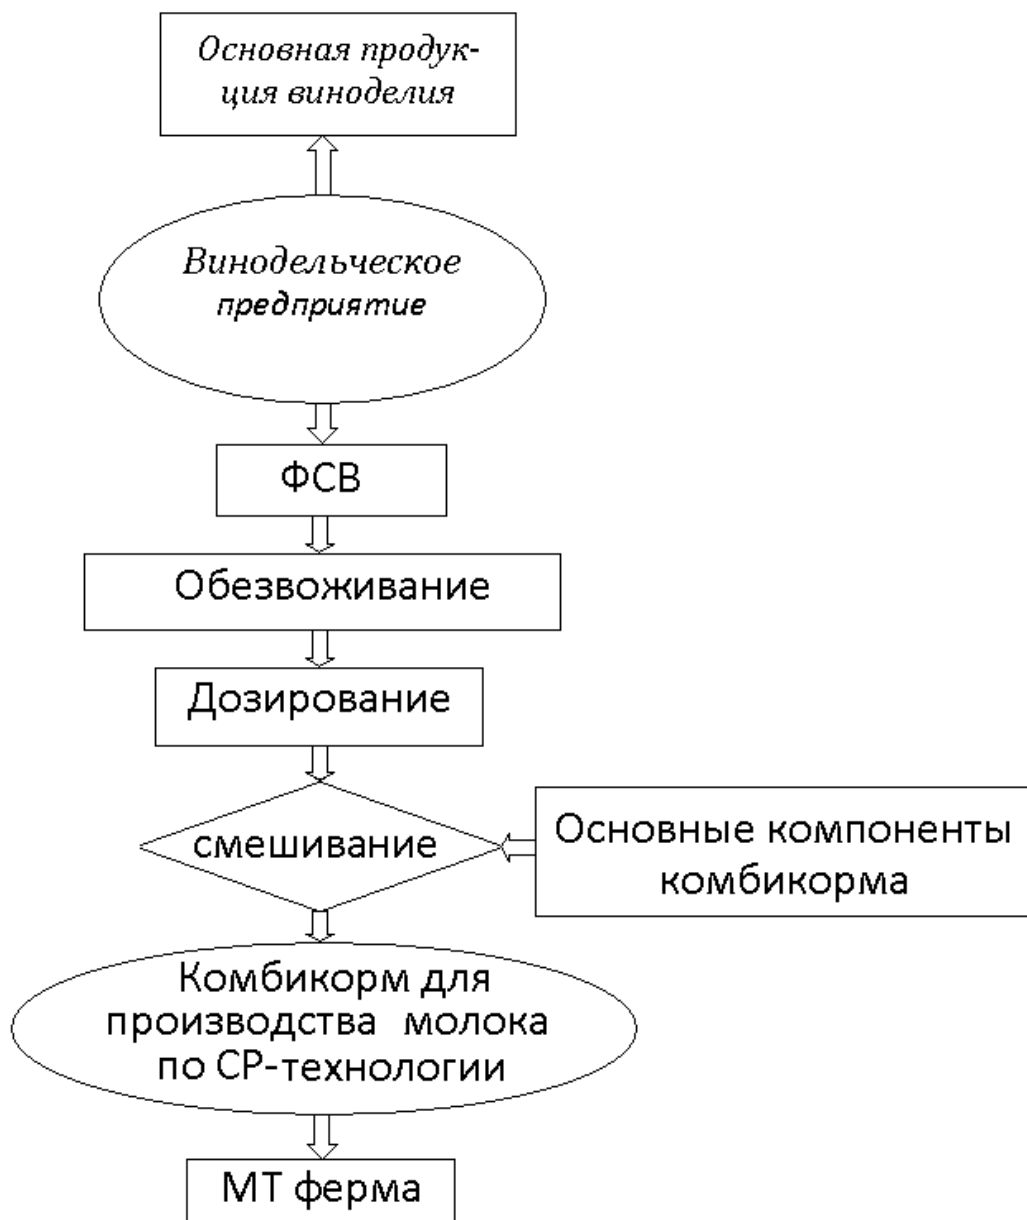 Основная продук-
ция виноделия
Винодельческое
предприятие
ФСВ
Обезвоживание
Дозирование
смешивание
Основные компоненты
комбикорма
Комбикорм для
производства молока
по СР-технологии
МТ ферма